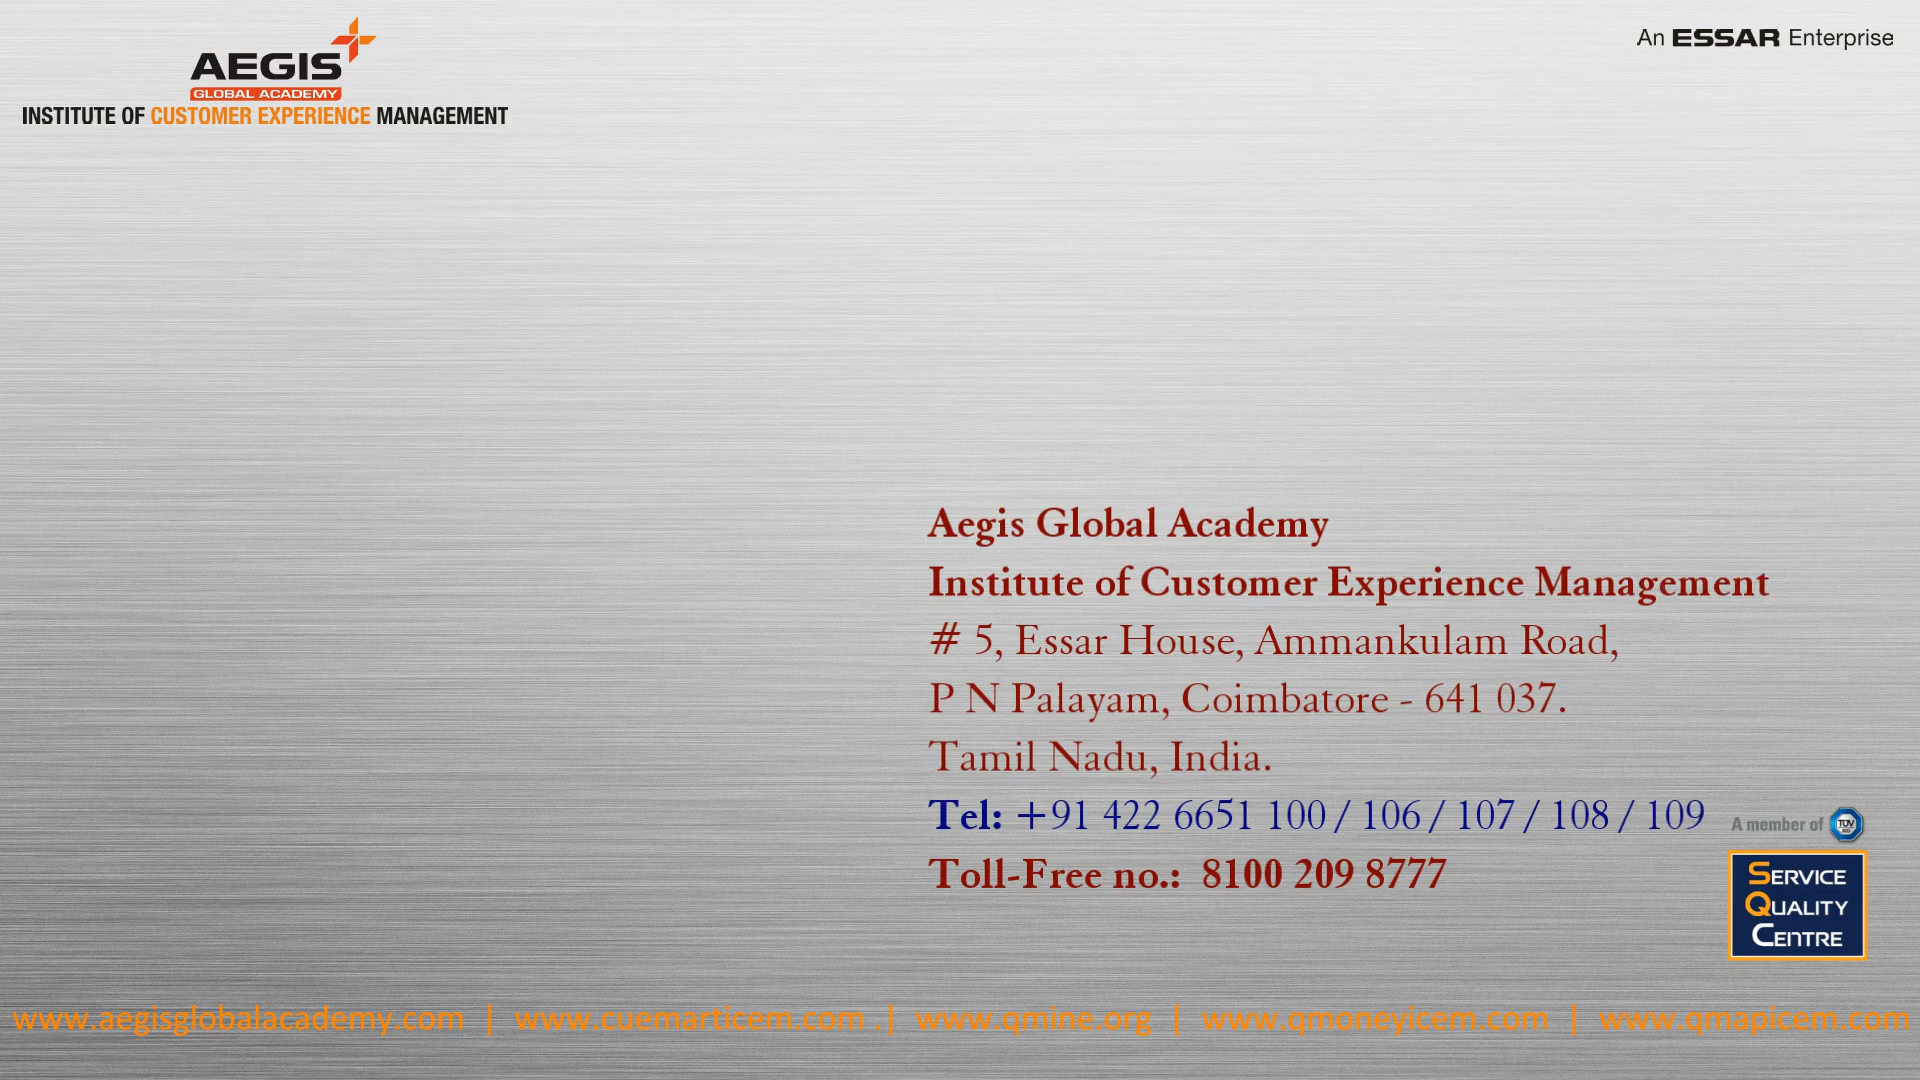 AEGIS
GLOBAL ACADEMY
INSTITUTE OF CUSTOMER EXPERIENCE MANAGEMENT
An ESSAR Enterprise
Aegis Global Academy
Institute of Customer Experience Management
# 5, Essar House, Ammankulam Road,
P N Palayam, Coimbatore - 641 037.
Tamil Nadu, India.
Tel: +91 422 6651 100 / 106 / 107 / 108 / 109
Toll-Free no.: 8100 209 8777
A member of TÜV
SERVICE
QUALITY
CENTRE
www.aegisglobalacademy.com | www.cuemarticem.com . | www.qmine.org | www.qmoneyicem.com | www.qmapicem.com